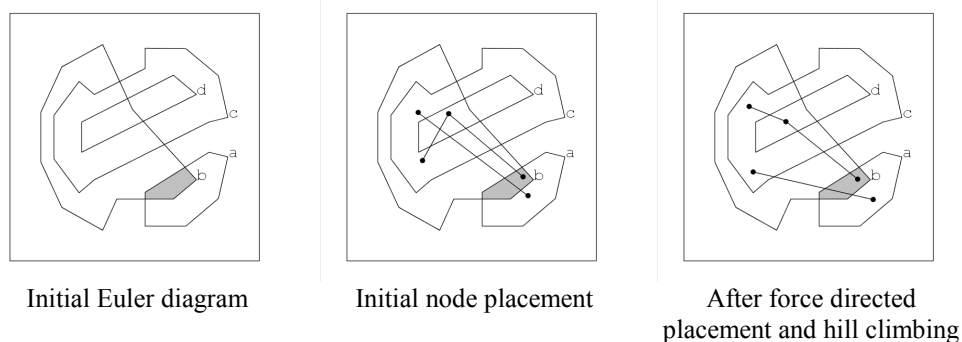 d
c
a
b
d
c
a
b
d
c
a
b
Initial Euler diagram
Initial node placement
After force directed
placement and hill climbing